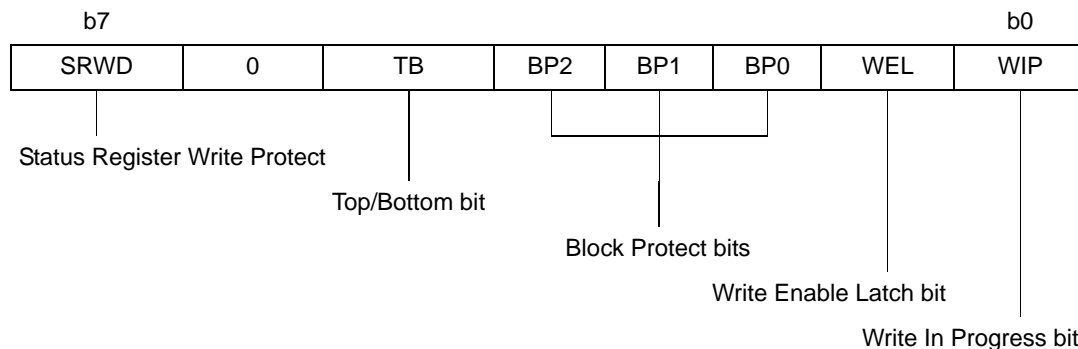 b7 b0
SRWD 0 TB BP2 BP1 BP0 WEL WIP
Status Register Write Protect
Top/Bottom bit
Block Protect bits
Write Enable Latch bit
Write In Progress bit